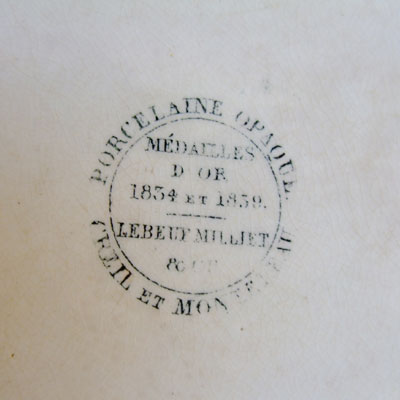 PORCELAINE OPAQUE.
MÉDAILLES
D'OR
1834 ET 1839.
LEBEUF MILLIET
& CIE
CREIL ET MONTEREAU